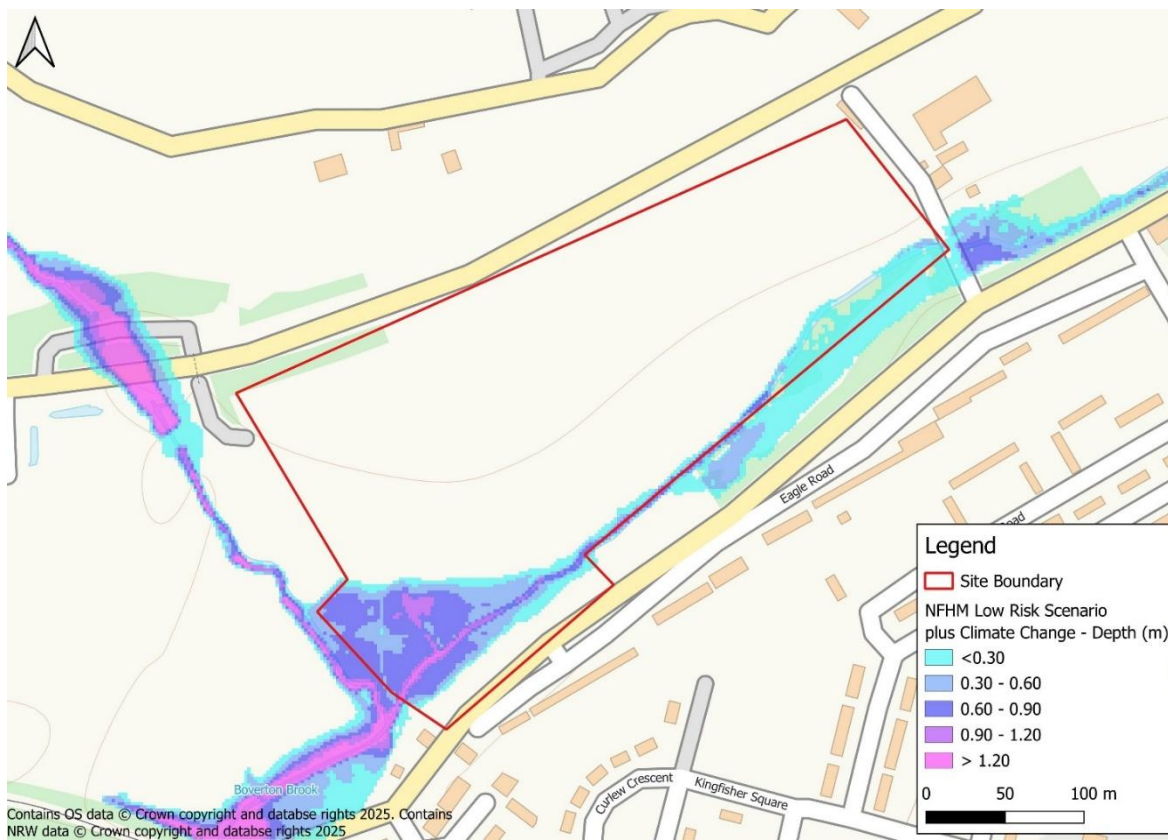 Eagle Road
Road
Curlew Crescent
Kingfisher Square
Boverton Brook
Contains OS data © Crown copyright and databse rights 2025. Contains
NRW data © Crown copyright and databse rights 2025
Legend
Site Boundary
NFHM Low Risk Scenario
plus Climate Change - Depth (m)
<0.30
0.30 - 0.60
0.60 - 0.90
0.90 - 1.20
> 1.20
0 50 100 m